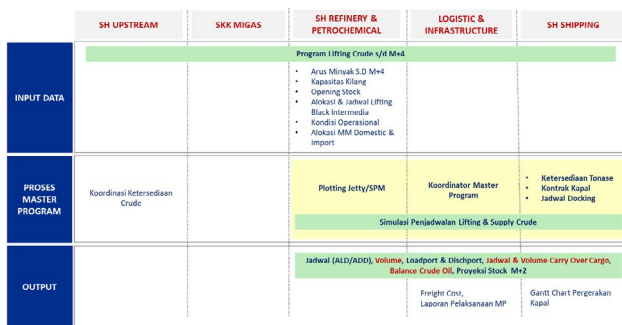 SH UPSTREAM
SKK MIGAS
SH REFINERY &
PETROCHEMICAL
LOGISTIC &
INFRASTRUCTURE
SH SHIPPING
INPUT DATA
Program Lifting Crude s/d M+4
• Arus Minyak S.D M+4
• Kapasitas Kilang
• Opening Stock
• Alokasi & Jadwal Lifting
Black Intermedia
• Kondisi Operasional
• Alokasi MM Domestic &
Import
PROSES
MASTER
PROGRAM
Koordinasi Ketersediaan
Crude
Plotting Jetty/SPM
Koordinator Master
Program
• Ketersediaan Tonase
• Kontrak Kapal
• Jadwal Docking
Simulasi Penjadwalan Lifting & Supply Crude
OUTPUT
Jadwal (ALD/ADD), Volume, Loadport & Dischport, Jadwal & Volume Carry Over Cargo,
Balance Crude Oil, Proyeksi Stock M+2
Freight Cost,
Laporan Pelaksanaan MP
Gantt Chart Pergerakan
Kapal